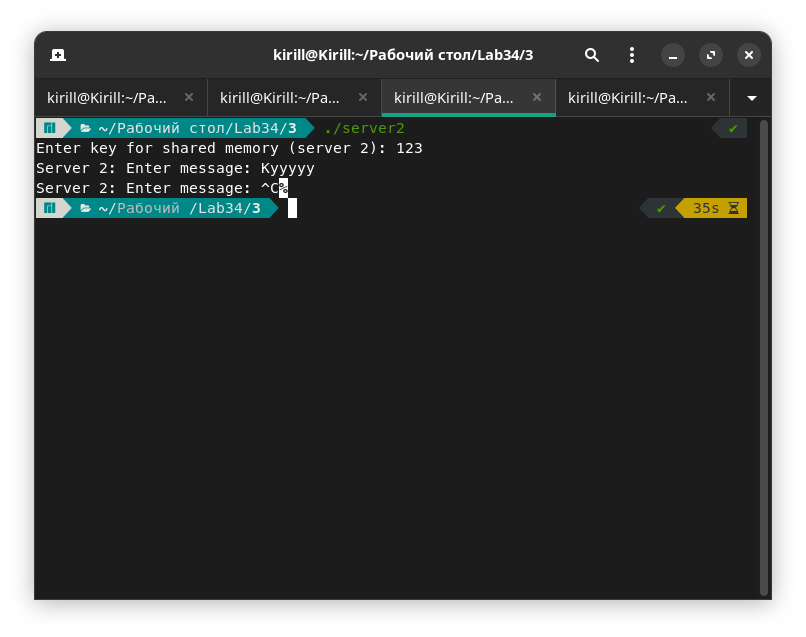 kirill@Kirill:~/Рабочий стол/Lab34/3
kirill@Kirill:~/Pa... kirill@Kirill:~/Pa... kirill@Kirill:~/Pa... kirill@Kirill:~/Pa...
~/Рабочий стол/Lab34/3 ./server2 ✔
Enter key for shared memory (server 2): 123
Server 2: Enter message: Kyyyyy
Server 2: Enter message: ^C%
~/Рабочий /Lab34/3 ✔ 35s